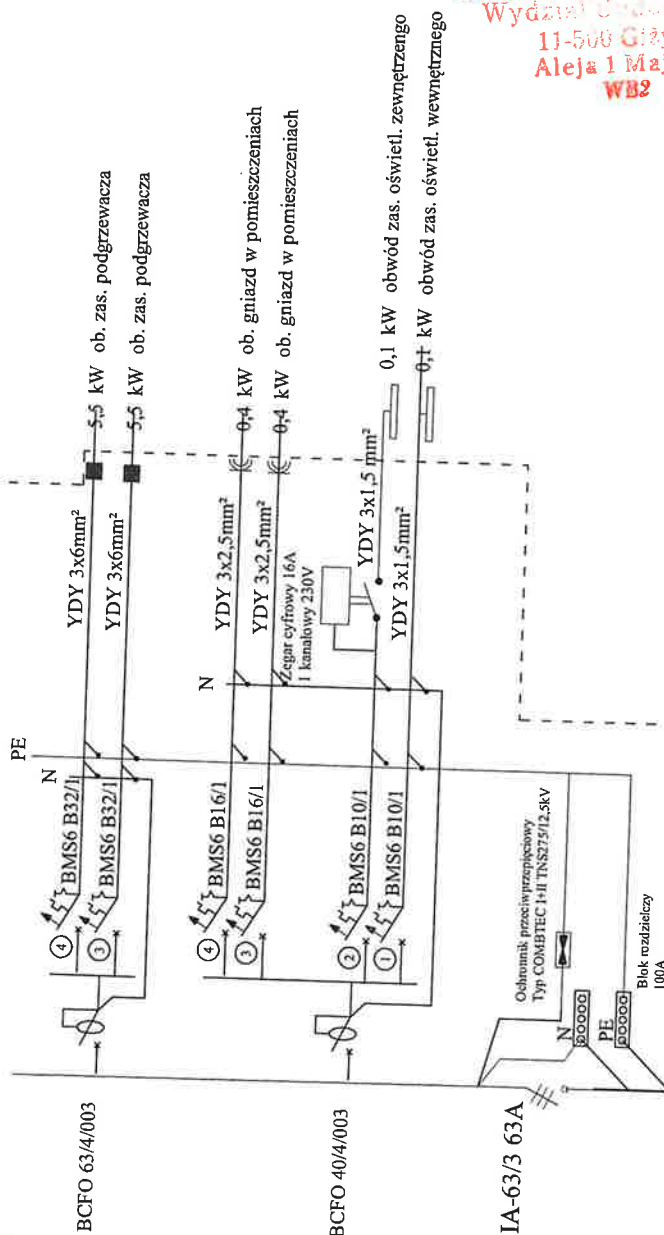 Wydział
11-500 Giży
Aleja 1 Maj
WB2
5,5 kW ob. zas. podgrzewacza
5,5 kW ob. zas. podgrzewacza
0,4 kW ob. gniazd w pomieszczeniach
0,4 kW ob. gniazd w pomieszczeniach
0,1 kW obwód zas. oświetl. zewnętrzengo
0,1 kW obwód zas. oświetl. wewnętrznego
YDY 3x6mm²
YDY 3x6mm²
YDY 3x2,5mm²
YDY 3x2,5mm²
Zegar cyfrowy 16A
1 kanałowy 230V
YDY 3x1,5 mm²
YDY 3x1,5mm²
PE
N
N
BMS6 B32/1
BMS6 B32/1
BMS6 B16/1
BMS6 B16/1
BMS6 B10/1
BMS6 B10/1
4
3
4
3
2
1
BCFO 63/4/003
BCFO 40/4/003
IA-63/3 63A
Ochronnik przeciwprzepięciowy
Typ COMBTEC I+II TNS275/12,5kV
N
PE
Blok rozdzielczy
100A